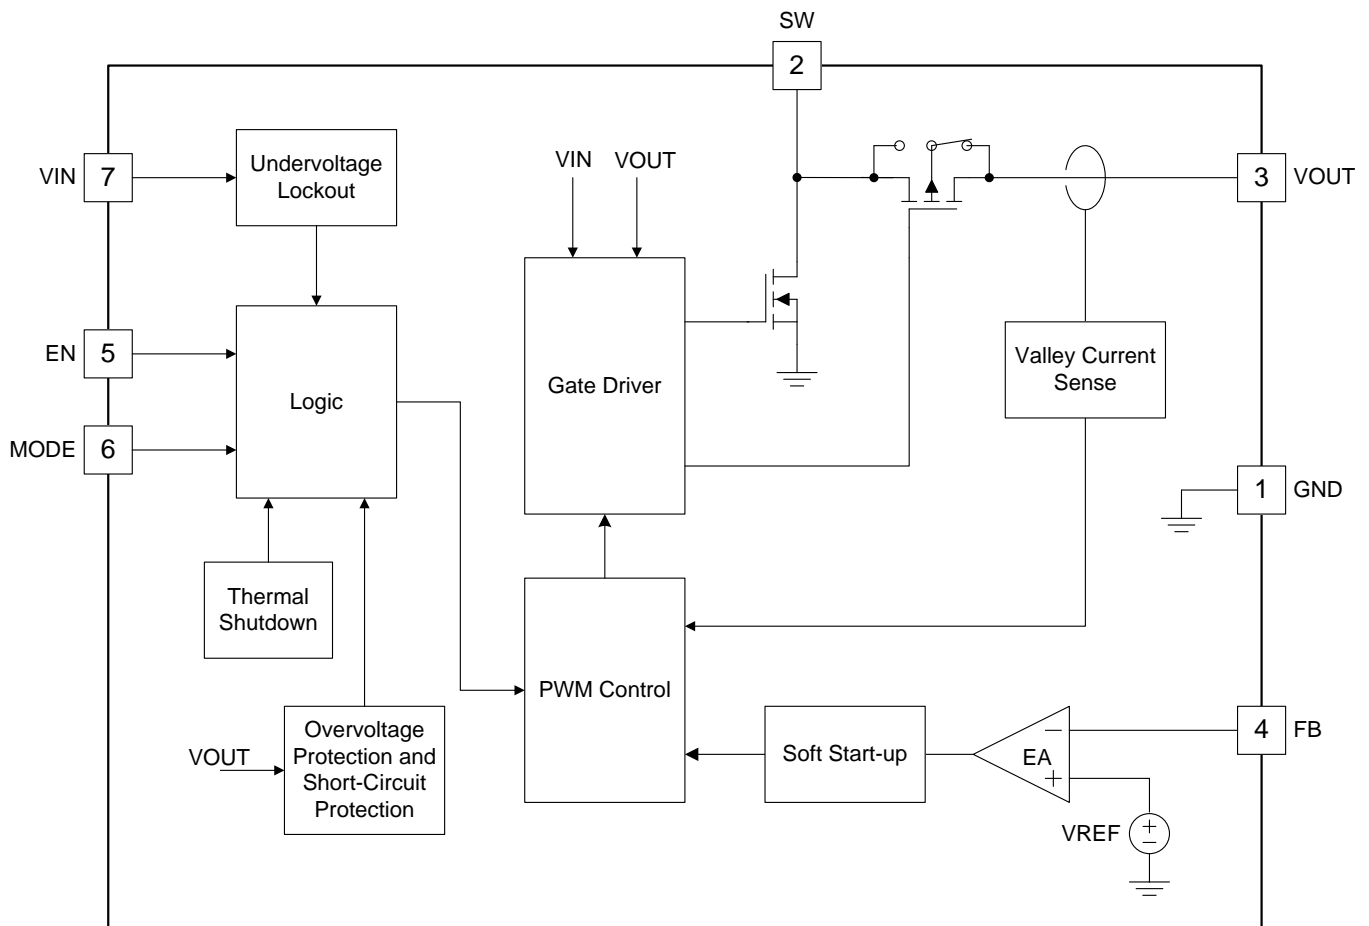 SW
2
VIN
7
Undervoltage
Lockout
VIN
VOUT
3
VOUT
EN
5
Logic
Gate Driver
Valley Current
Sense
MODE
6
1
GND
Thermal
Shutdown
PWM Control
VOUT
Overvoltage
Protection and
Short-Circuit
Protection
Soft Start-up
EA
−
+
4
FB
VREF
+
−